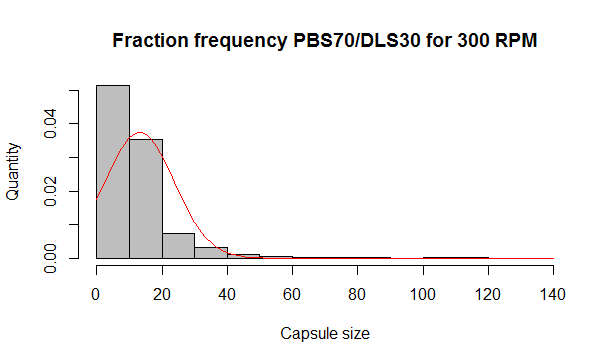 Fraction frequency PBS70/DLS30 for 300 RPM
Quantity
0.04
0.02
0.00
0 20 40 60 80 100 120 140
Capsule size